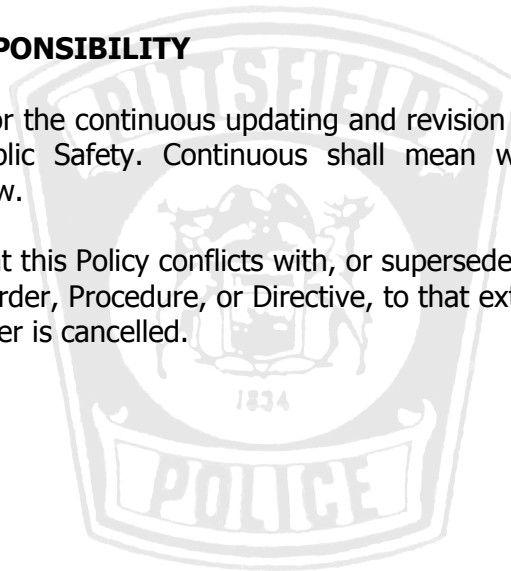 PONSIBILITY
or the continuous updating and revision
blic Safety. Continuous shall mean w
w.
t this Policy conflicts with, or supersede
rder, Procedure, or Directive, to that ext
er is cancelled.
PITTSFIELD
1834
POLICE